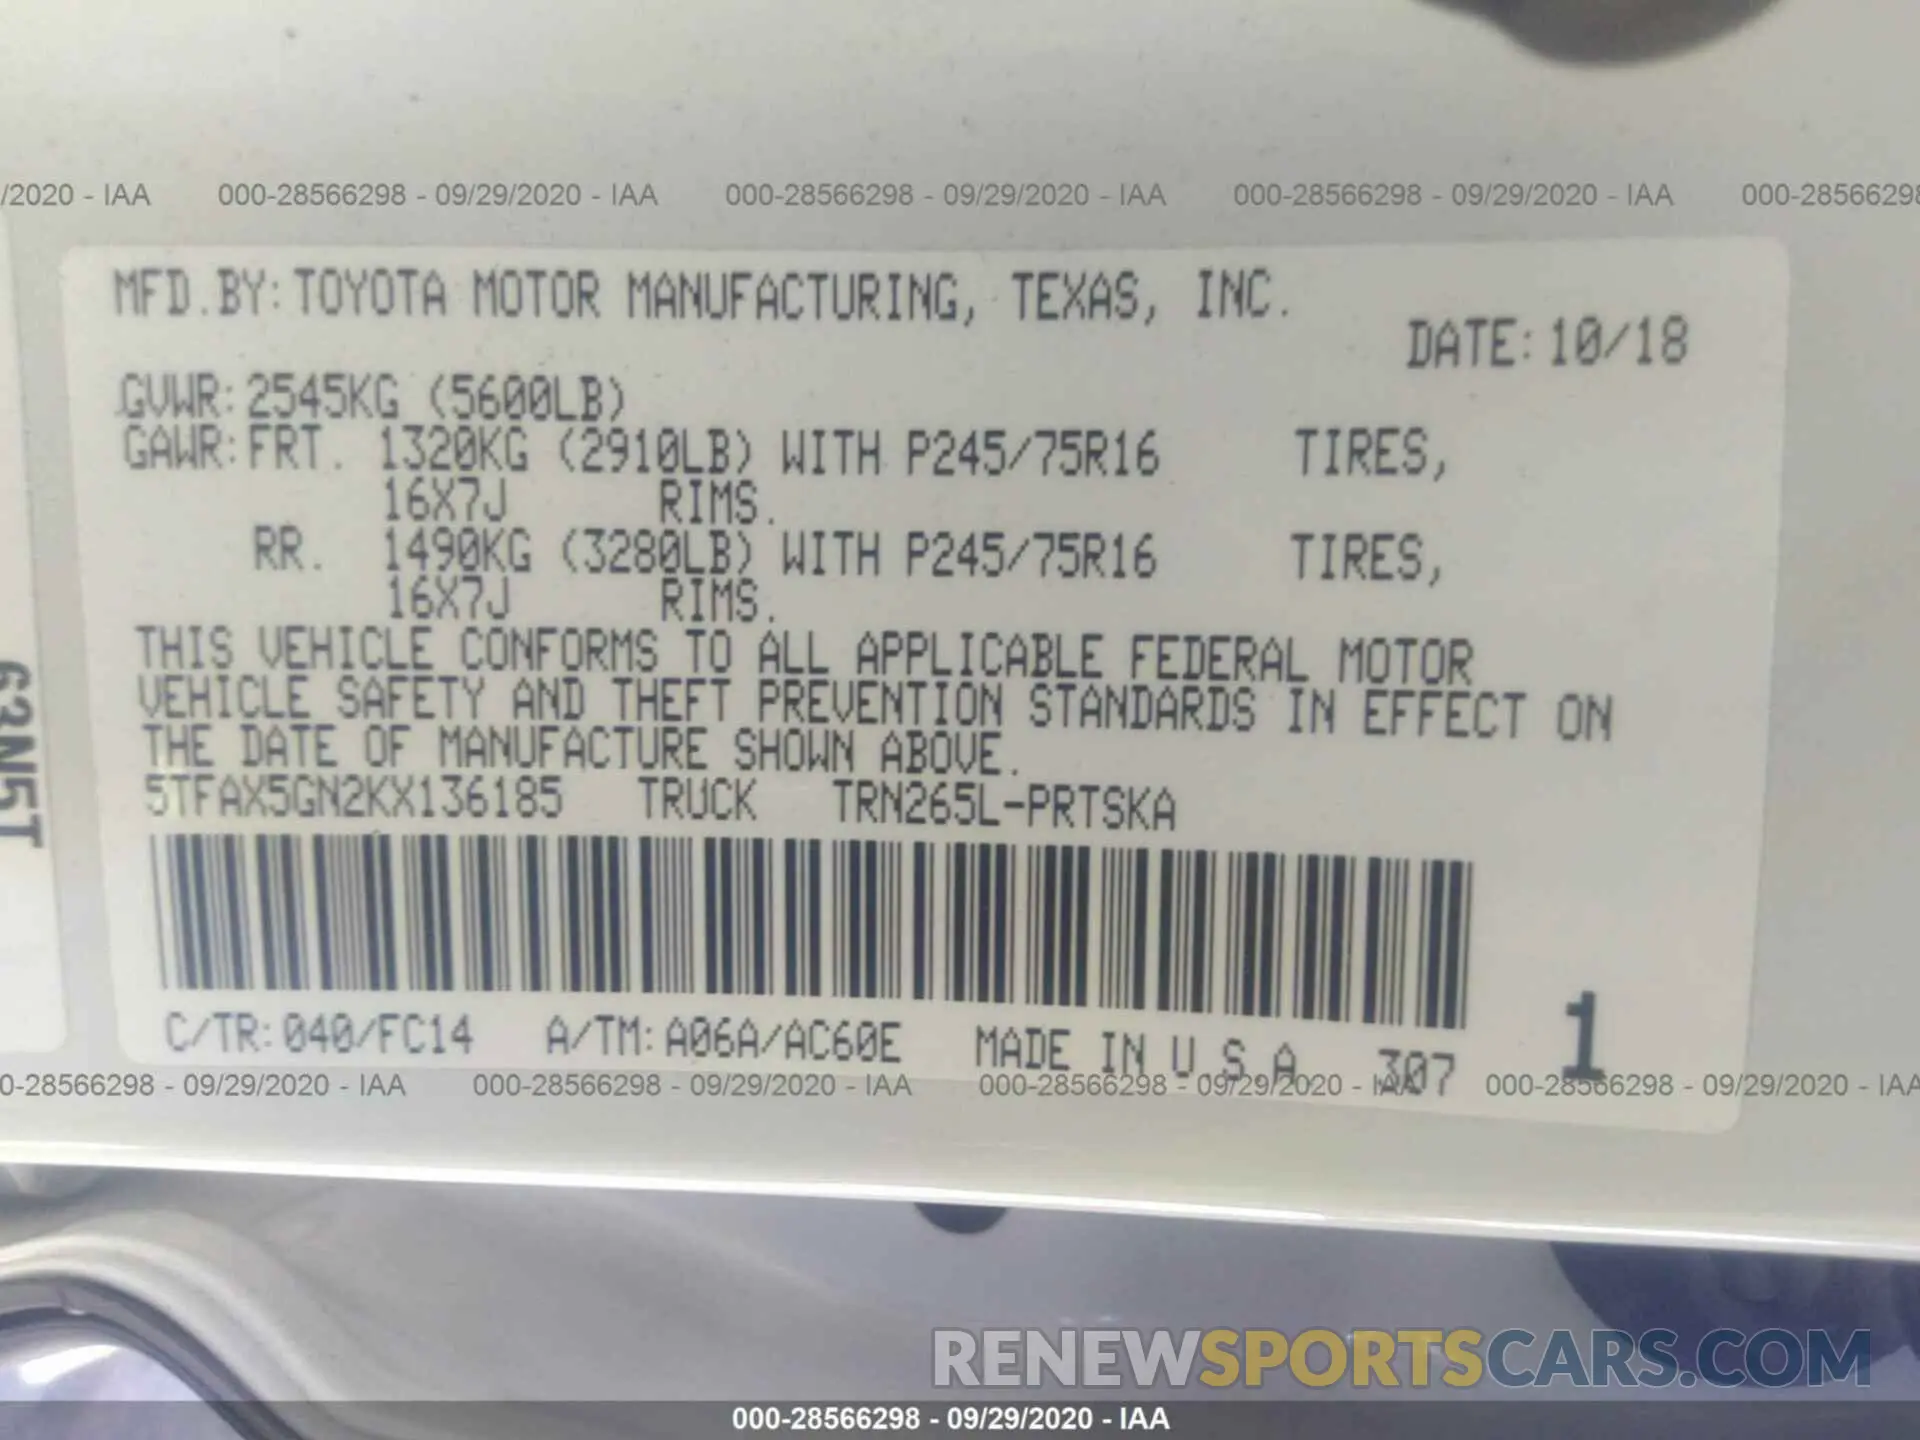 /2020 - IAA 000-28566298 - 09/29/2020 - IAA 000-28566298 - 09/29/2020 - IAA 000-28566298 - 09/29/2020 - IAA 000-28566298
MFD.BY: TOYOTA MOTOR MANUFACTURING, TEXAS, INC.
DATE: 10/18
GVWR: 2545KG (5600LB)
GAWR: FRT. 1320KG (2910LB) WITH P245/75R16 TIRES,
16X7J RIMS.
RR. 1490KG (3280LB) WITH P245/75R16 TIRES,
16X7J RIMS.
THIS VEHICLE CONFORMS TO ALL APPLICABLE FEDERAL MOTOR
VEHICLE SAFETY AND THEFT PREVENTION STANDARDS IN EFFECT ON
THE DATE OF MANUFACTURE SHOWN ABOVE.
5TFAX5GN2KX136185 TRUCK TRN265L-PRTSKA
C/TR: 040/FC14 A/TM: A06A/AC60E MADE IN U.S.A. 307
1
63N5T
0-28566298 - 09/29/2020 - IAA 000-28566298 - 09/29/2020 - IAA 000-28566298 - 09/29/2020 - IAA 000-28566298 - 09/29/2020 - IAA
RENEWSPORTSCARS.COM
000-28566298 - 09/29/2020 - IAA